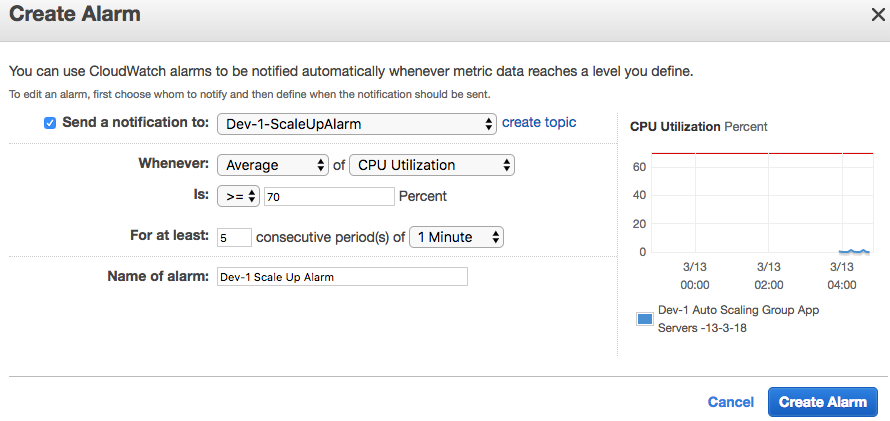 Create Alarm
You can use CloudWatch alarms to be notified automatically whenever metric data reaches a level you define.
To edit an alarm, first choose whom to notify and then define when the notification should be sent.
Send a notification to: Dev-1-ScaleUpAlarm create topic
Whenever: Average of CPU Utilization
Is: >= 70 Percent
For at least: 5 consecutive period(s) of 1 Minute
Name of alarm: Dev-1 Scale Up Alarm
CPU Utilization Percent
60
40
20
0
3/13 3/13 3/13
00:00 02:00 04:00
Dev-1 Auto Scaling Group App
Servers -13-3-18
Cancel Create Alarm